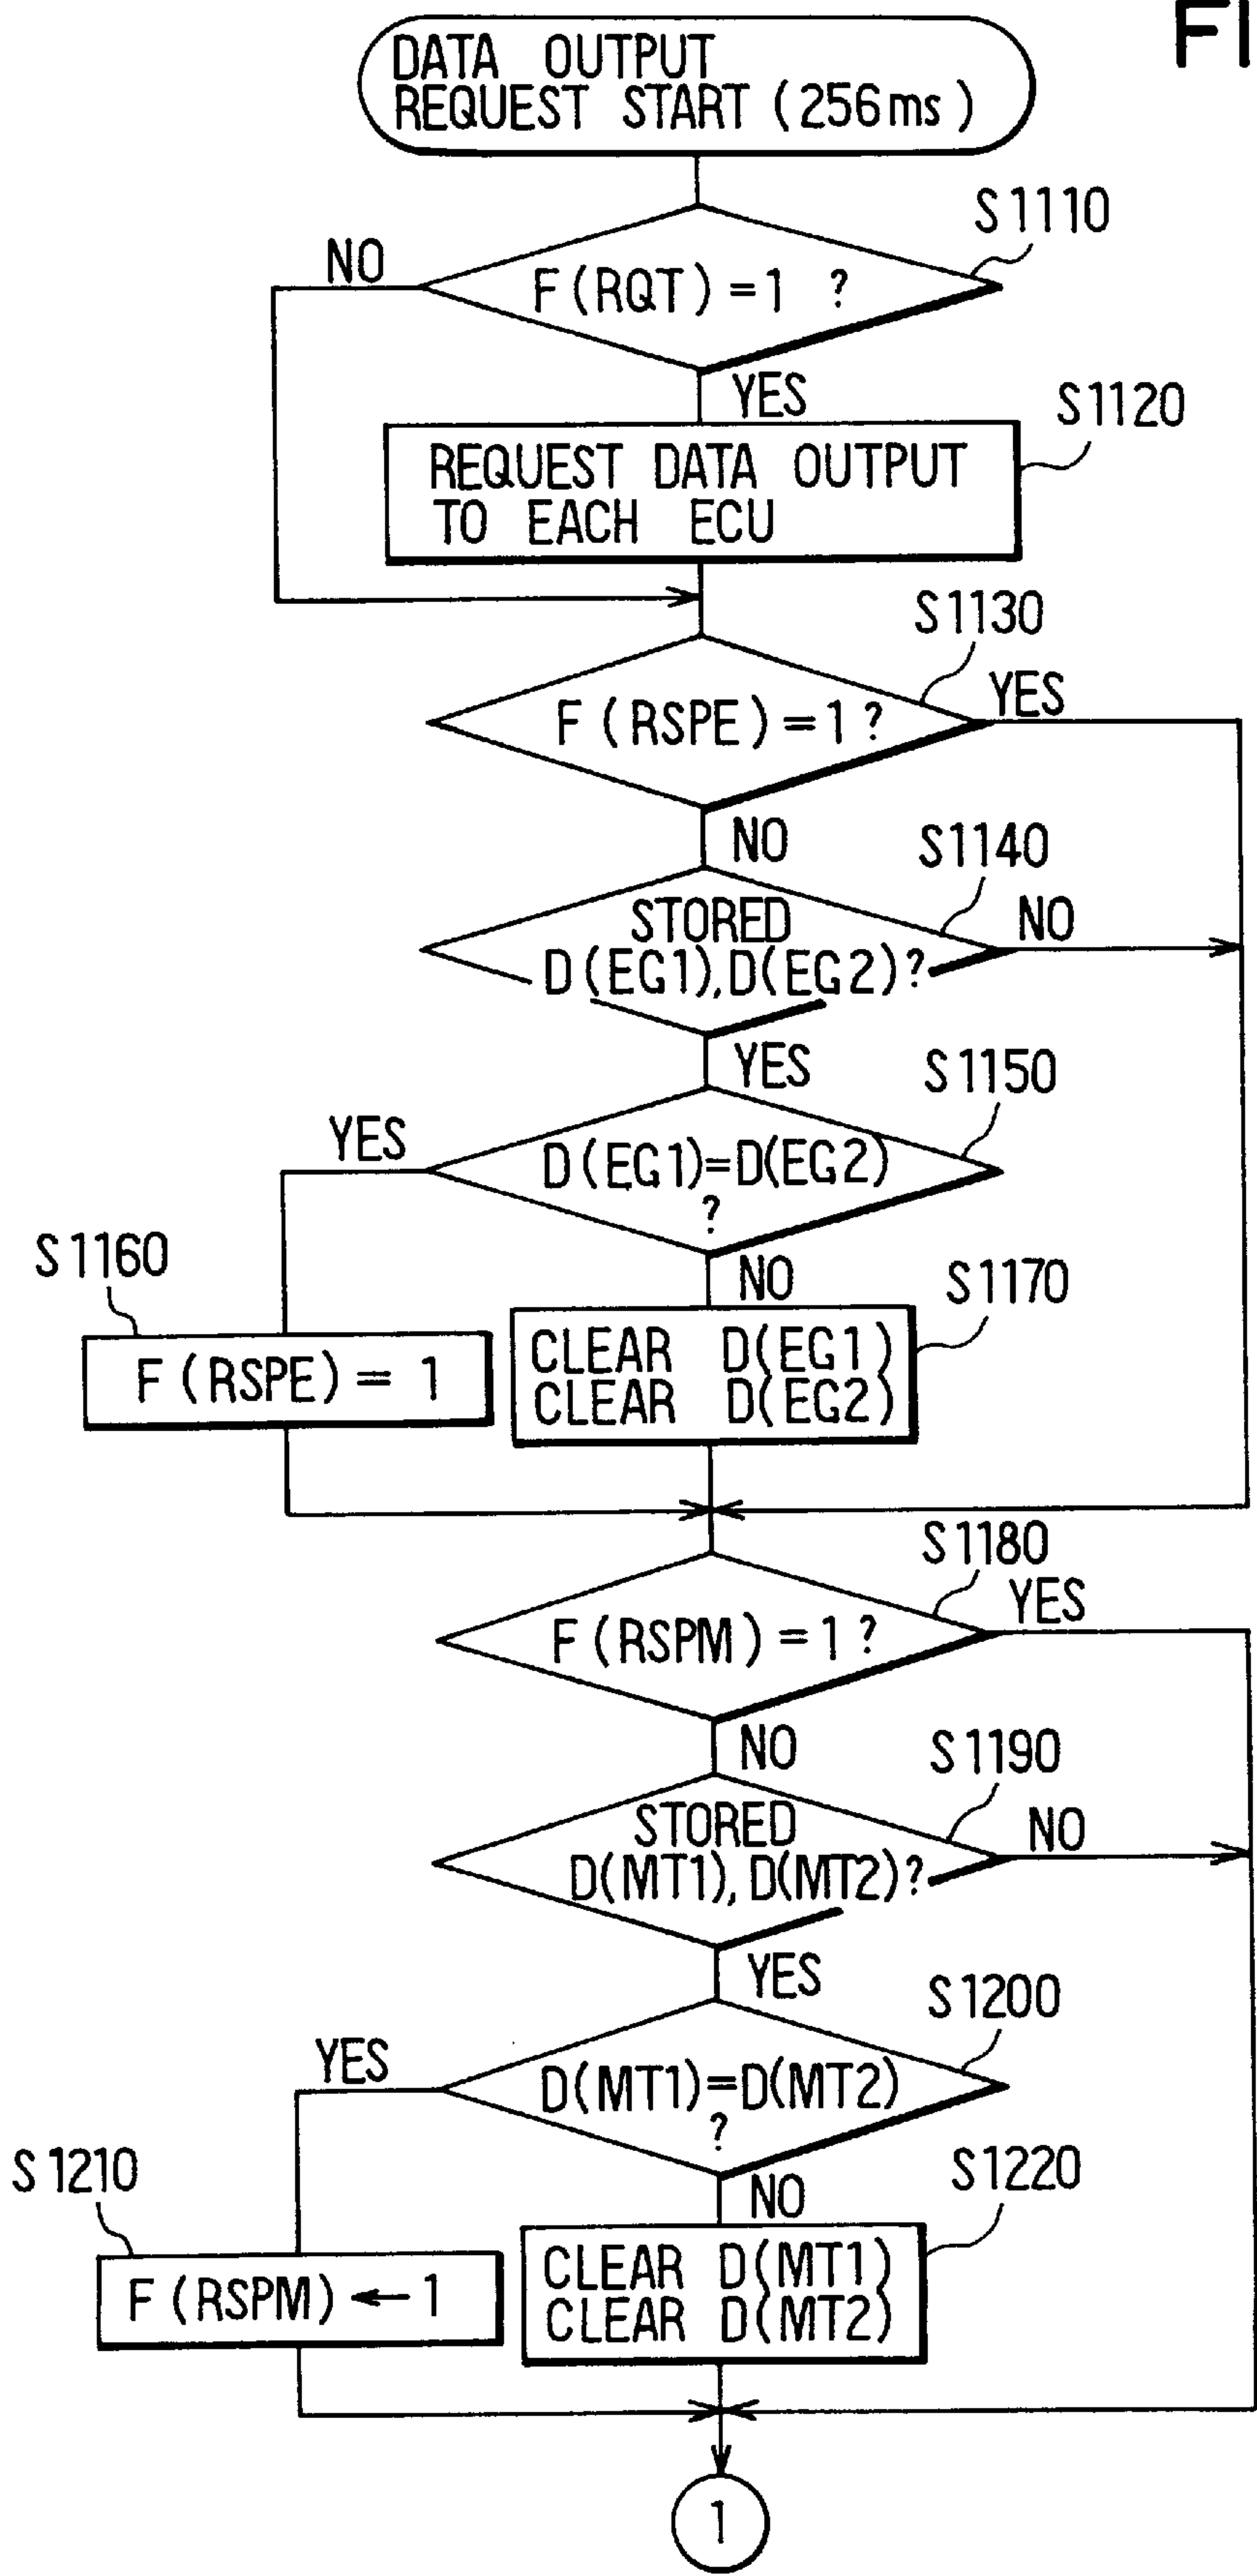 FI
DATA OUTPUT
REQUEST START (256ms)
S1110
NO
F(RQT)=1 ?
YES
S1120
REQUEST DATA OUTPUT
TO EACH ECU
S1130
YES
F(RSPE)=1?
NO
S1140
NO
STORED
D(EG1),D(EG2)?
YES
S1150
YES
D(EG1)=D(EG2)
?
S1160
NO
S1170
F(RSPE)= 1
CLEAR D(EG1)
CLEAR D(EG2)
S1180
YES
F(RSPM)=1?
NO
S1190
NO
STORED
D(MT1),D(MT2)?
YES
S1200
YES
D(MT1)=D(MT2)
?
S1210
NO
S1220
F(RSPM)←1
CLEAR D(MT1)
CLEAR D(MT2)
1